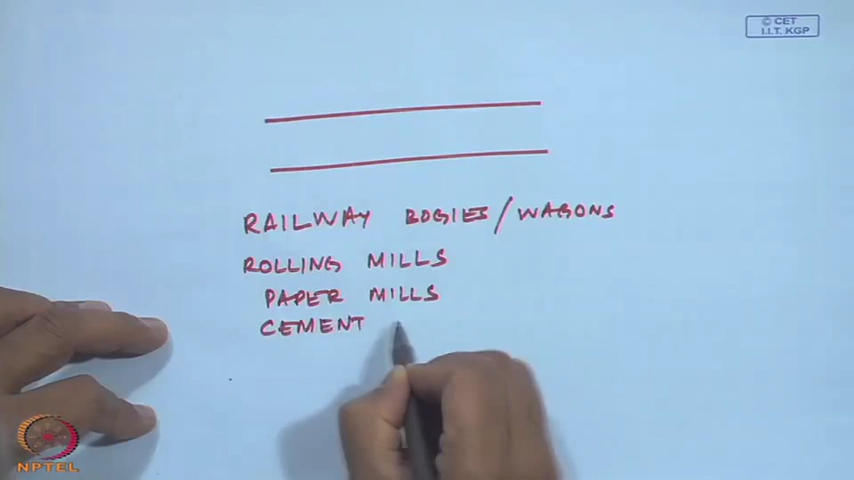 © CET
I.I.T. KGP
RAILWAY BOGIES/WAGONS
ROLLING MILLS
PAPER MILLS
CEMENT
NPTEL